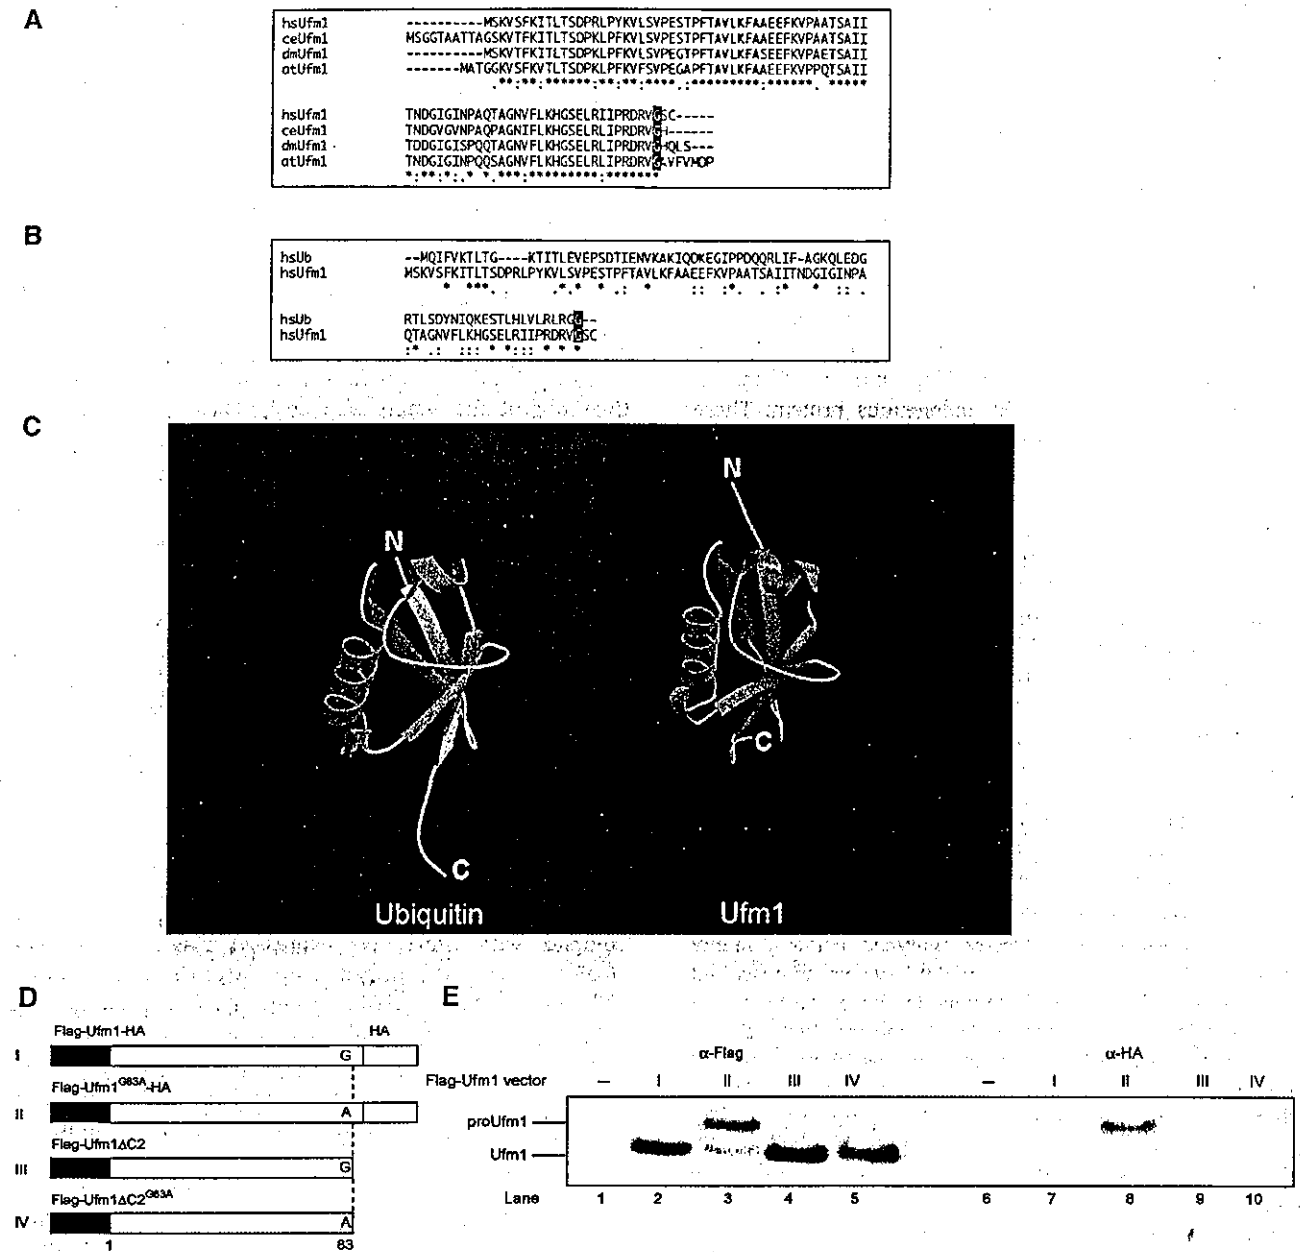 A
hsUfm1 ----------MSKVSFKITLTSDPRLPYKVLSVPESTPFTAVLKFAAEEFKVPAATSAII
ceUfm1 MSGGTAATTAGSKVTFKITLTSDPKLPFKVLSVPESTPFTAVLKFAAEEFKVPAATSAII
dmUfm1 ----------MSKVTFKITLTSDPKLPFKVLSVPEGTPFTAVLKFASEEFKVPAETSAII
atUfm1 -------MATGGKVSFKVTLTSDPKLPFKVFSVPEGAPFTAVLKFAAEEFKVPPQTSAII
hsUfm1 TNDGIGINPAQTAGNVFLKHGSELRIIPRDRVGSC-----
ceUfm1 TNDGVGVNPAQPAGNIFLKHGSELRLIPRDRVGH------
dmUfm1 TDDGIGISPQQTAGNVFLKHGSELRLIPRDRVGHQLS---
atUfm1 TNDGIGINPQQSAGNVFLKHGSELRLIPRDRVGAVFVHDP
B
hsUb --MQIFVKTLTG----KTITLEVEPSDTIENVKAKIQDKEGIPPDQQRLIF-AGKQLEDG
hsUfm1 MSKVSFKITLTSDPRLPYKVLSVPESTPFTAVLKFAAEEFKVPAATSAIITNDGIGINPA
hsUb RTLSDYNIQKESTLHLVLRLRGG--
hsUfm1 QTAGNVFLKHGSELRIIPRDRVGSC
C
N
N
C
C
Ubiquitin Ufm1
D
Flag-Ufm1-HA HA
I G
Flag-Ufm1G83A-HA
II A
Flag-Ufm1ΔC2
III G
Flag-Ufm1ΔC2G83A
IV A
1 83
E
α-Flag α-HA
Flag-Ufm1 vector – I II III IV – I II III IV
proUfm1
Ufm1
Lane 1 2 3 4 5 6 7 8 9 10